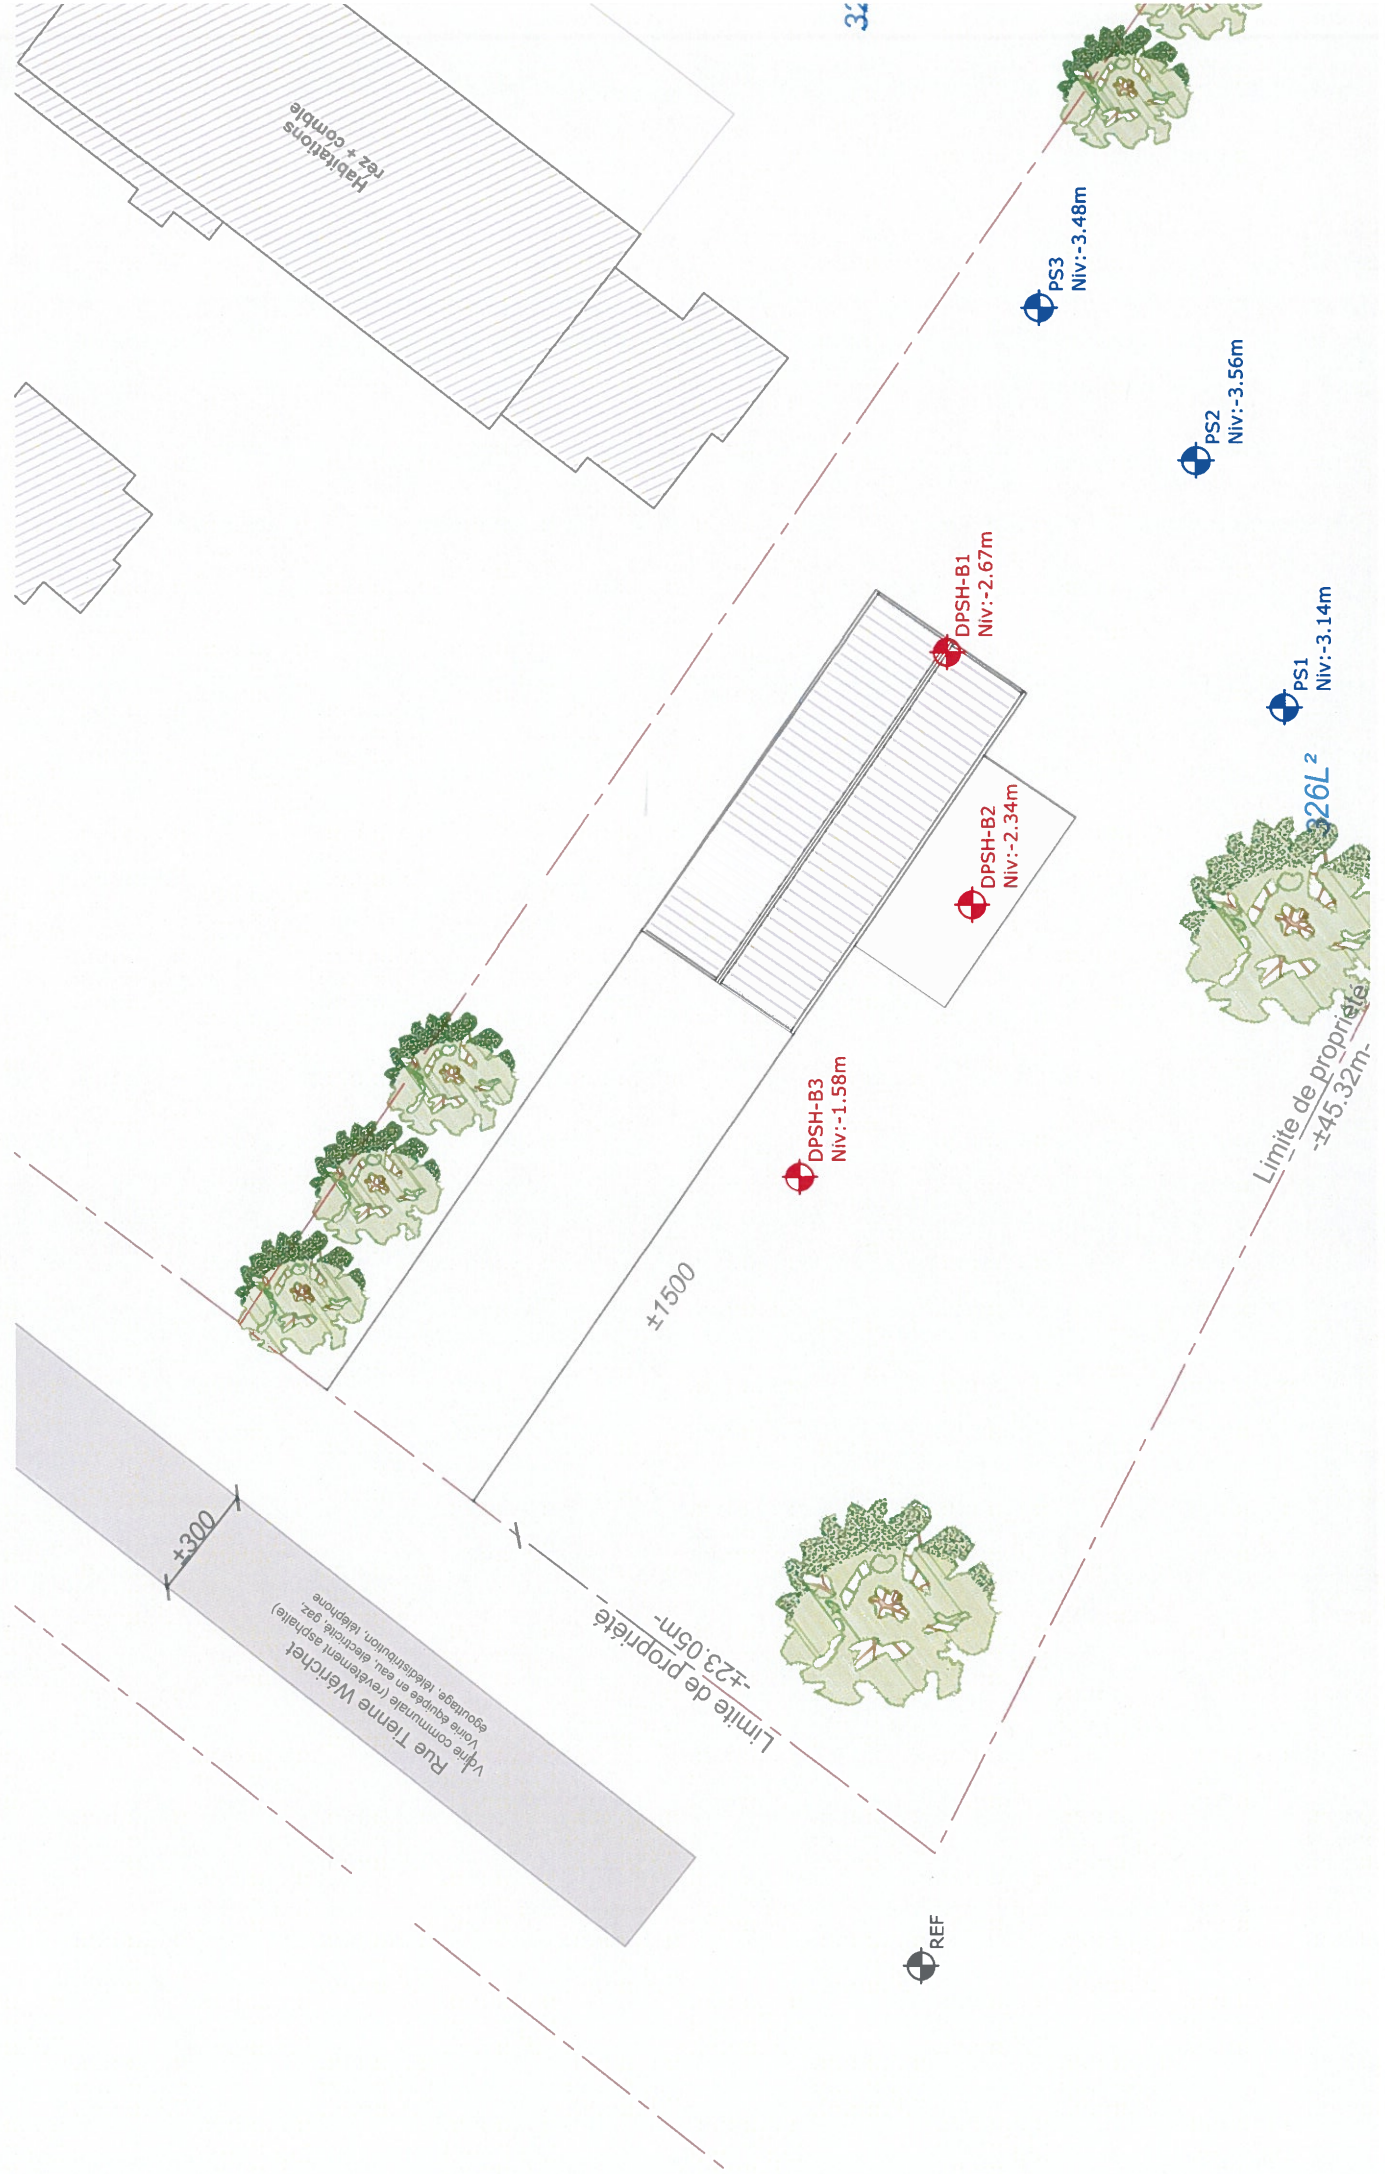 Habitations
rez + comble
32
PS3
Niv:-3.48m
PS2
Niv:-3.56m
DPSH-B1
Niv:-2.67m
PS1
Niv:-3.14m
326L²
DPSH-B2
Niv:-2.34m
DPSH-B3
Niv:-1.58m
Limite de propriété
-±45.32m-
±1500
±300
Rue Tienne Wérichet
Voirie communale (revêtement asphalte)
Voirie équipée en eau, électricité, gaz,
égouttage, télédistribution, téléphone
Limite de propriété
-±23.05m-
REF